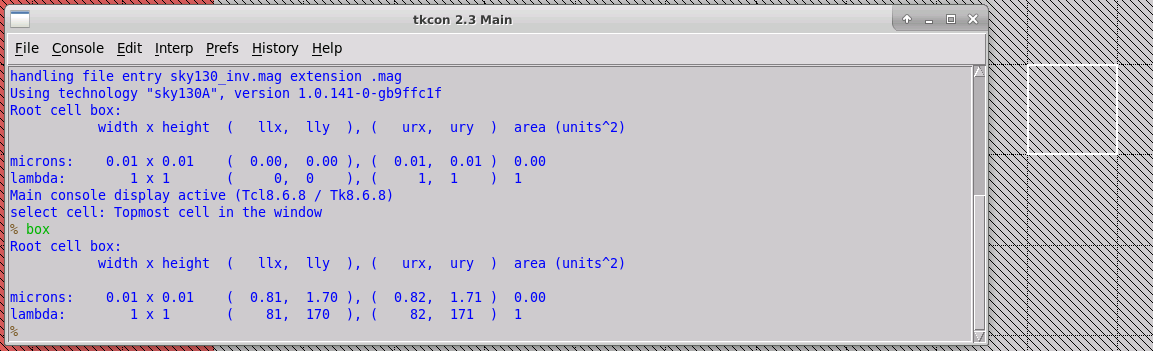 tkcon 2.3 Main
File Console Edit Interp Prefs History Help
handling file entry sky130_inv.mag extension .mag
Using technology "sky130A", version 1.0.141-0-gb9ffc1f
Root cell box:
           width x height  (   llx,  lly  ), (   urx,  ury  )  area (units^2)
microns:    0.01 x 0.01    (  0.00,  0.00 ), (  0.01,  0.01 )  0.00
lambda:        1 x 1       (     0,  0    ), (     1,  1    )  1
Main console display active (Tcl8.6.8 / Tk8.6.8)
select cell: Topmost cell in the window
% box
Root cell box:
           width x height  (   llx,  lly  ), (   urx,  ury  )  area (units^2)
microns:    0.01 x 0.01    (  0.81,  1.70 ), (  0.82,  1.71 )  0.00
lambda:        1 x 1       (    81,  170  ), (    82,  171  )  1
%